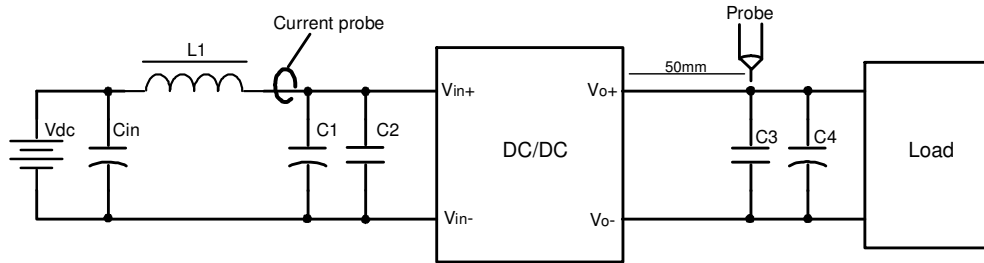 Current probe
Probe
L1
50mm
Vin+
Vo+
Vdc
Cin
C1
C2
DC/DC
C3
C4
Load
Vin-
Vo-